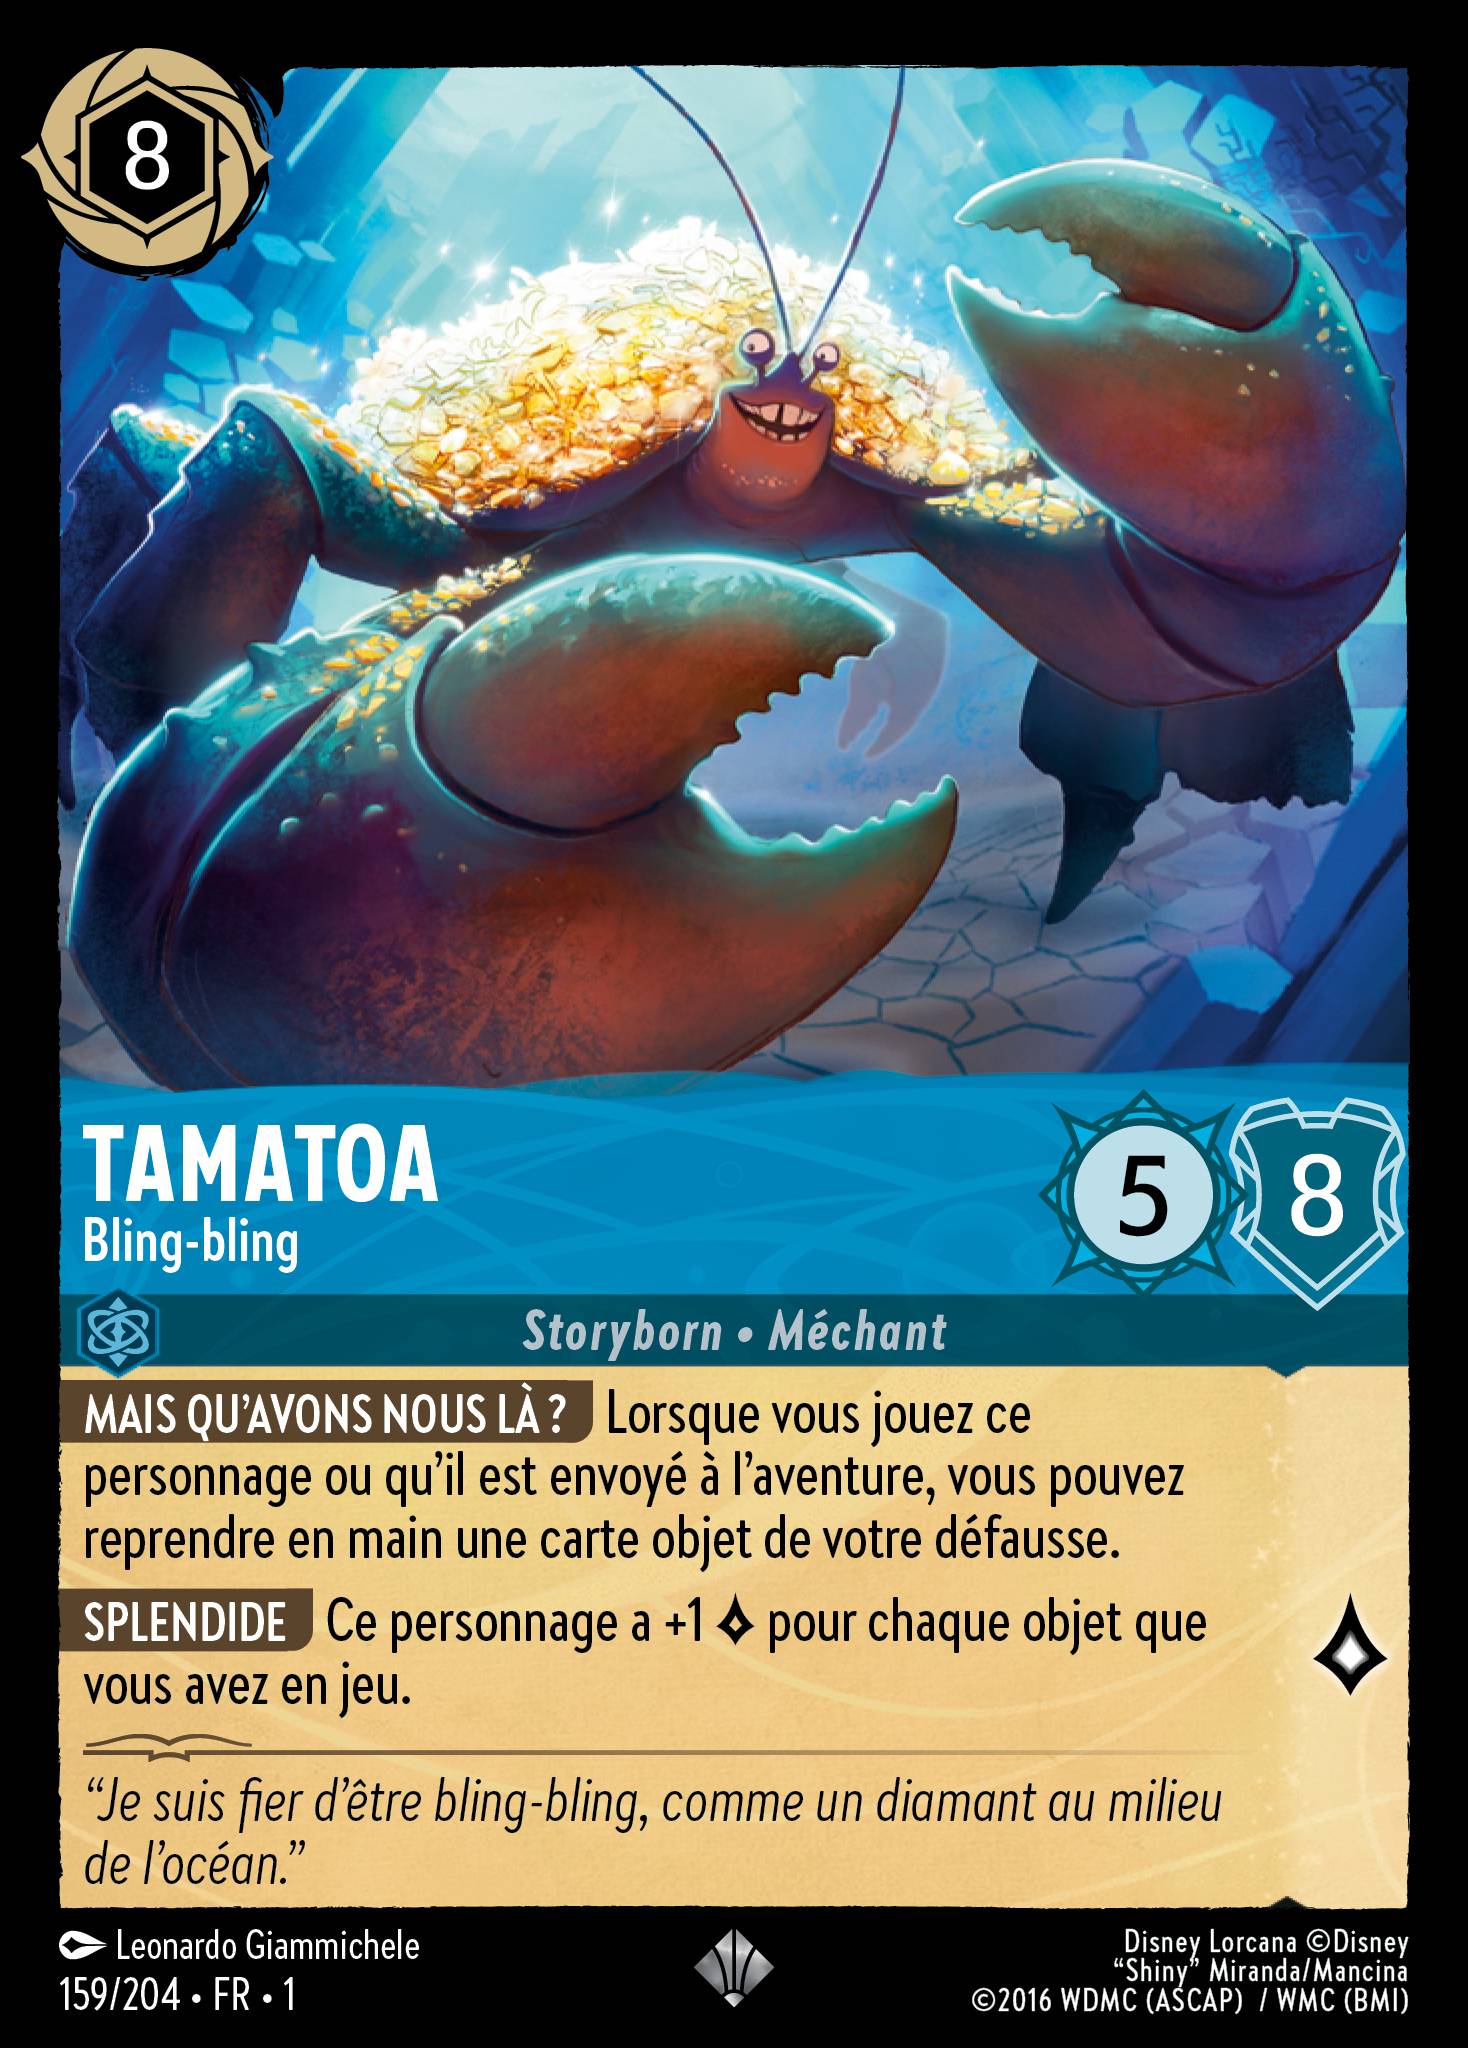 8
TAMATOA
Bling-bling
5
8
Storyborn • Méchant
MAIS QU’AVONS NOUS LÀ ? Lorsque vous jouez ce
personnage ou qu’il est envoyé à l’aventure, vous pouvez
reprendre en main une carte objet de votre défausse.
SPLENDIDE Ce personnage a +1 pour chaque objet que
vous avez en jeu.
“Je suis fier d’être bling-bling, comme un diamant au milieu
de l’océan.”
Leonardo Giammichele
159/204 • FR • 1
Disney Lorcana ©Disney
“Shiny” Miranda/Mancina
©2016 WDMC (ASCAP) / WMC (BMI)